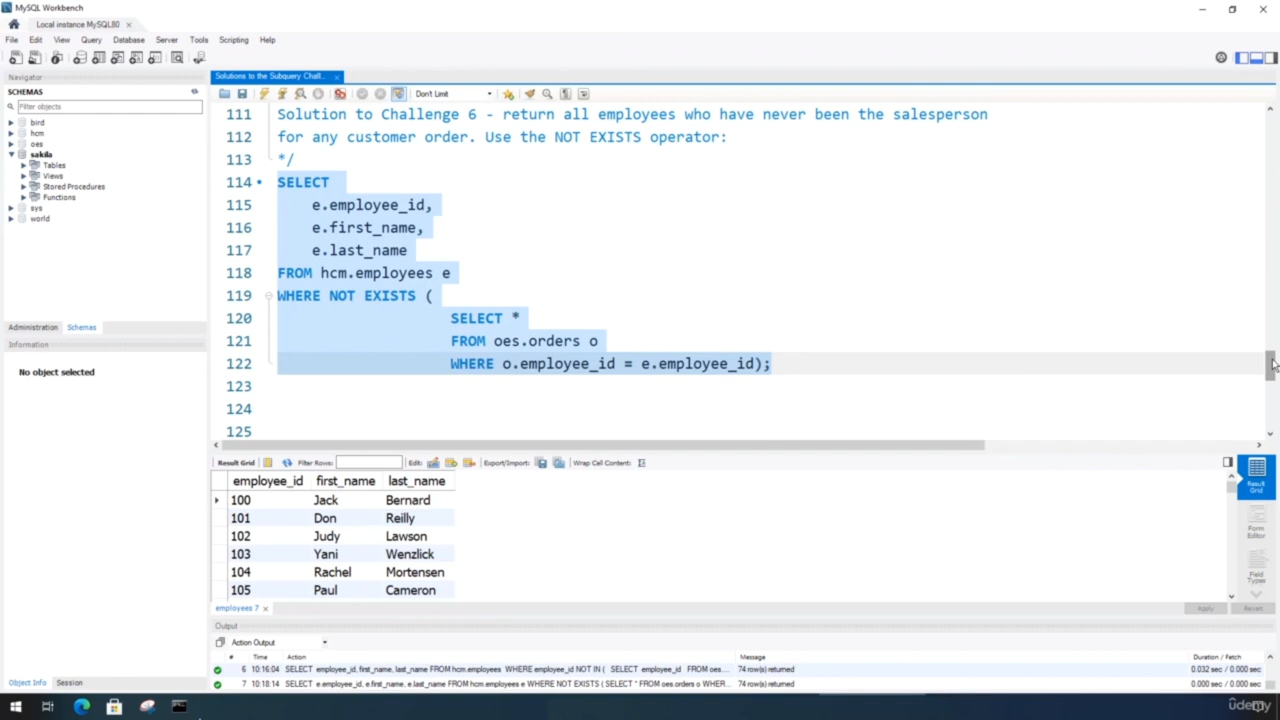 MySQL Workbench
Local instance MySQL80
File Edit View Query Database Server Tools Scripting Help
Navigator
SCHEMAS
Filter objects
bird
hcm
oes
sakila
Tables
Views
Stored Procedures
Functions
sys
world
Administration Schemas
Information
No object selected
Object Info Session
Solutions to the Subquery Chall...
Don't Limit
111 Solution to Challenge 6 - return all employees who have never been the salesperson
112 for any customer order. Use the NOT EXISTS operator:
113 */
114 SELECT
115 e.employee_id,
116 e.first_name,
117 e.last_name
118 FROM hcm.employees e
119 WHERE NOT EXISTS (
120 SELECT *
121 FROM oes.orders o
122 WHERE o.employee_id = e.employee_id);
123
124
125
Result Grid Filter Rows: Edit: Export/Import: Wrap Cell Content:
employee_id first_name last_name
100 Jack Bernard
101 Don Reilly
102 Judy Lawson
103 Yani Wenzlick
104 Rachel Mortensen
105 Paul Cameron
Result Grid
Form Editor
Field Types
employees 7
Apply Revert
Output
Action Output
# Time Action Message Duration / Fetch
6 10:16:04 SELECT employee_id, first_name, last_name FROM hcm.employees WHERE employee_id NOT IN ( SELECT employee_id FROM oes.... 74 row(s) returned 0.032 sec / 0.000 sec
7 10:18:14 SELECT e.employee_id, e.first_name, e.last_name FROM hcm.employees e WHERE NOT EXISTS ( SELECT * FROM oes.orders o WHER... 74 row(s) returned 0.000 sec / 0.000 sec
udemy